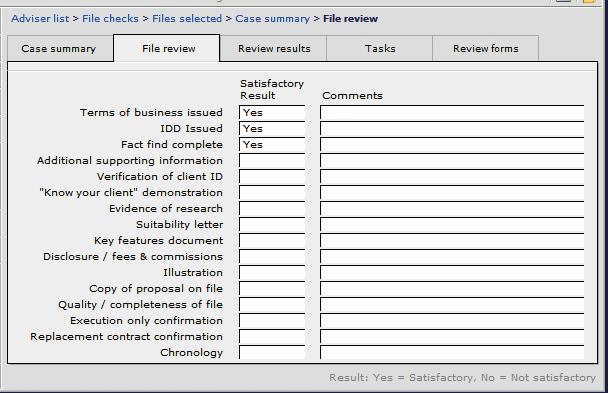 Adviser list > File checks > Files selected > Case summary > File review
Case summary File review Review results Tasks Review forms
Satisfactory
Result Comments
Terms of business issued Yes
IDD Issued Yes
Fact find complete Yes
Additional supporting information
Verification of client ID
"Know your client" demonstration
Evidence of research
Suitability letter
Key features document
Disclosure / fees & commissions
Illustration
Copy of proposal on file
Quality / completeness of file
Execution only confirmation
Replacement contract confirmation
Chronology
Result: Yes = Satisfactory, No = Not satisfactory